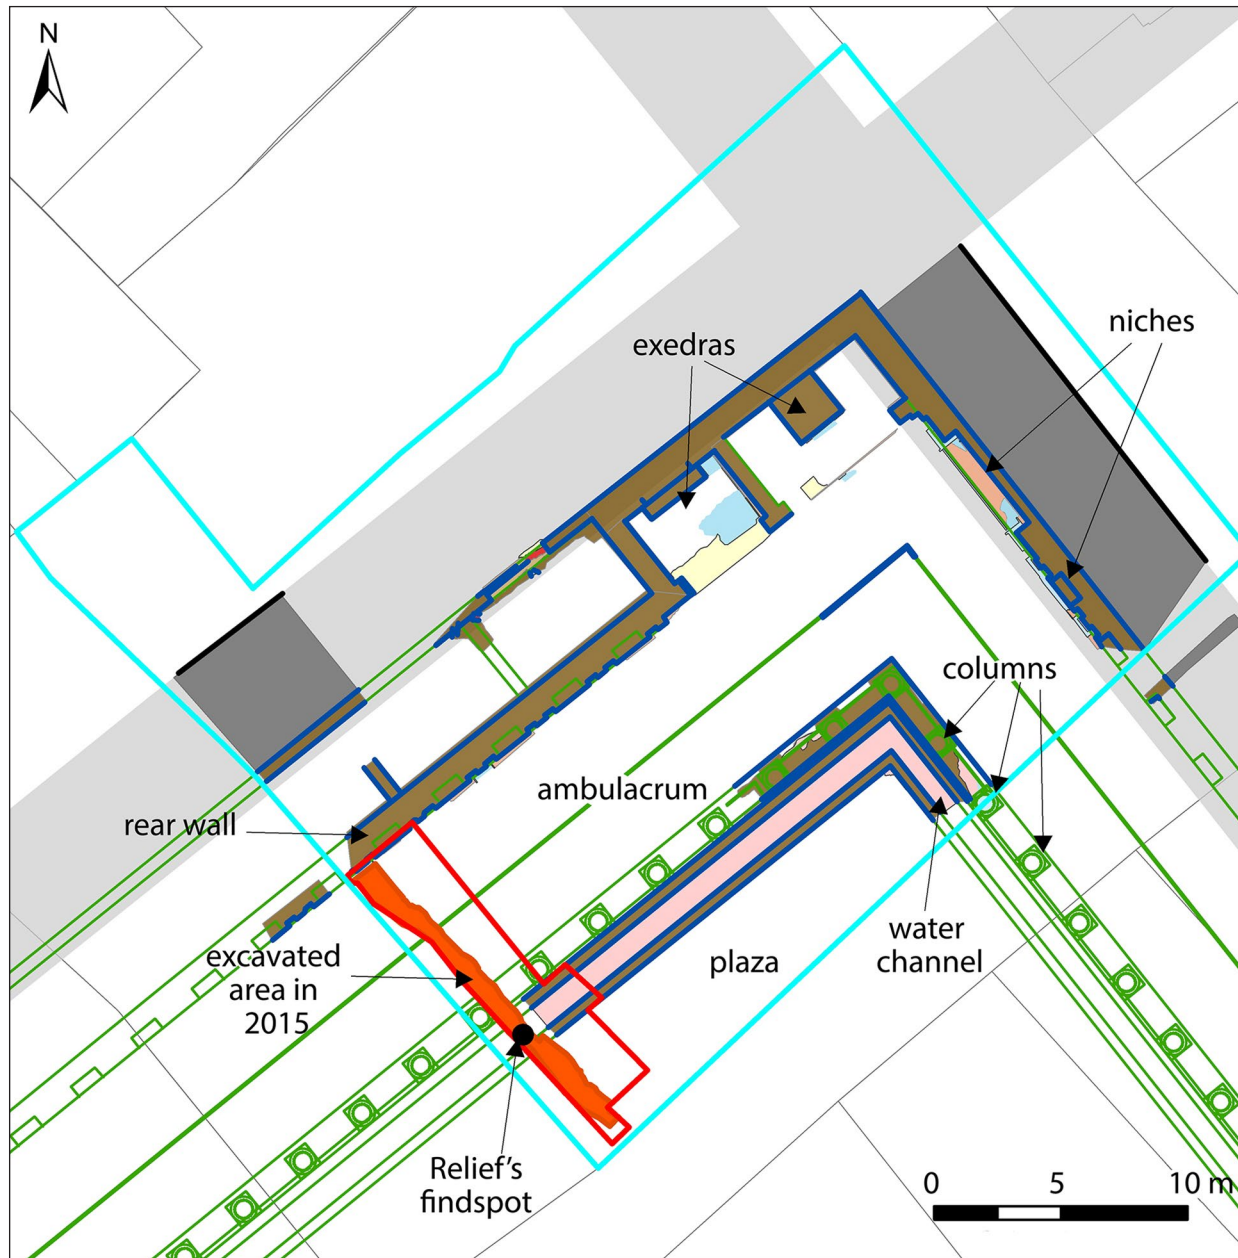 N
niches
exedras
columns
ambulacrum
rear wall
water
channel
plaza
excavated
area in
2015
Relief's
findspot
0 5 10 m